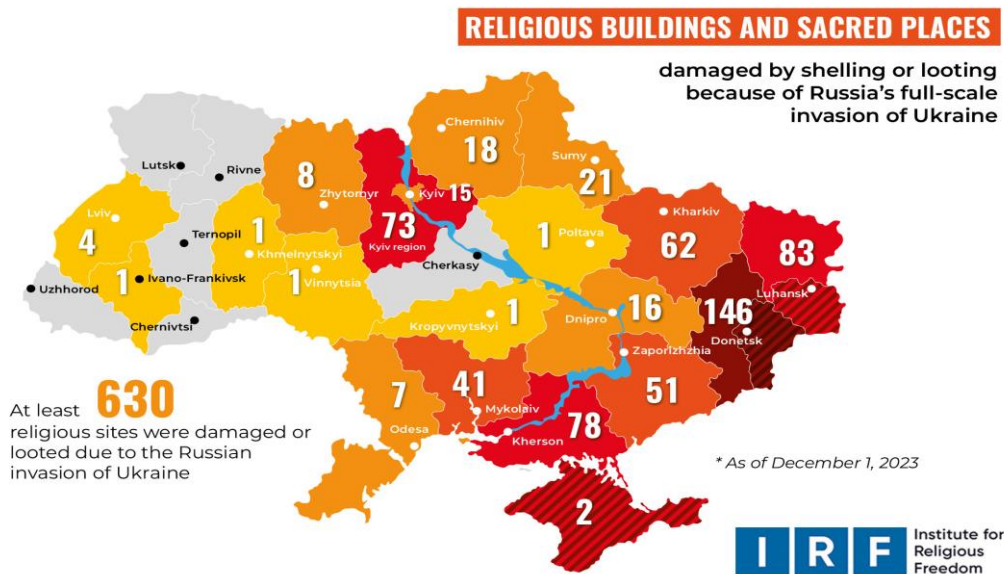 RELIGIOUS BUILDINGS AND SACRED PLACES
damaged by shelling or looting
because of Russia's full-scale
invasion of Ukraine
Chernihiv
18
Sumy
21
Lutsk
Rivne
8
Zhytomyr
Kyiv
15
73
Kyiv region
Kharkiv
62
83
Luhansk
Lviv
4
Ternopil
1
Khmelnytskyi
1
Poltava
Cherkasy
1
Ivano-Frankivsk
1
Vinnytsia
Uzhhorod
Chernivtsi
Kropyvnytskyi
1
Dnipro
16
146
Donetsk
Zaporizhzhia
51
41
Mykolaiv
7
Odesa
Kherson
78
2
At least 630
religious sites were damaged or
looted due to the Russian
invasion of Ukraine
* As of December 1, 2023
I R F
Institute for
Religious
Freedom